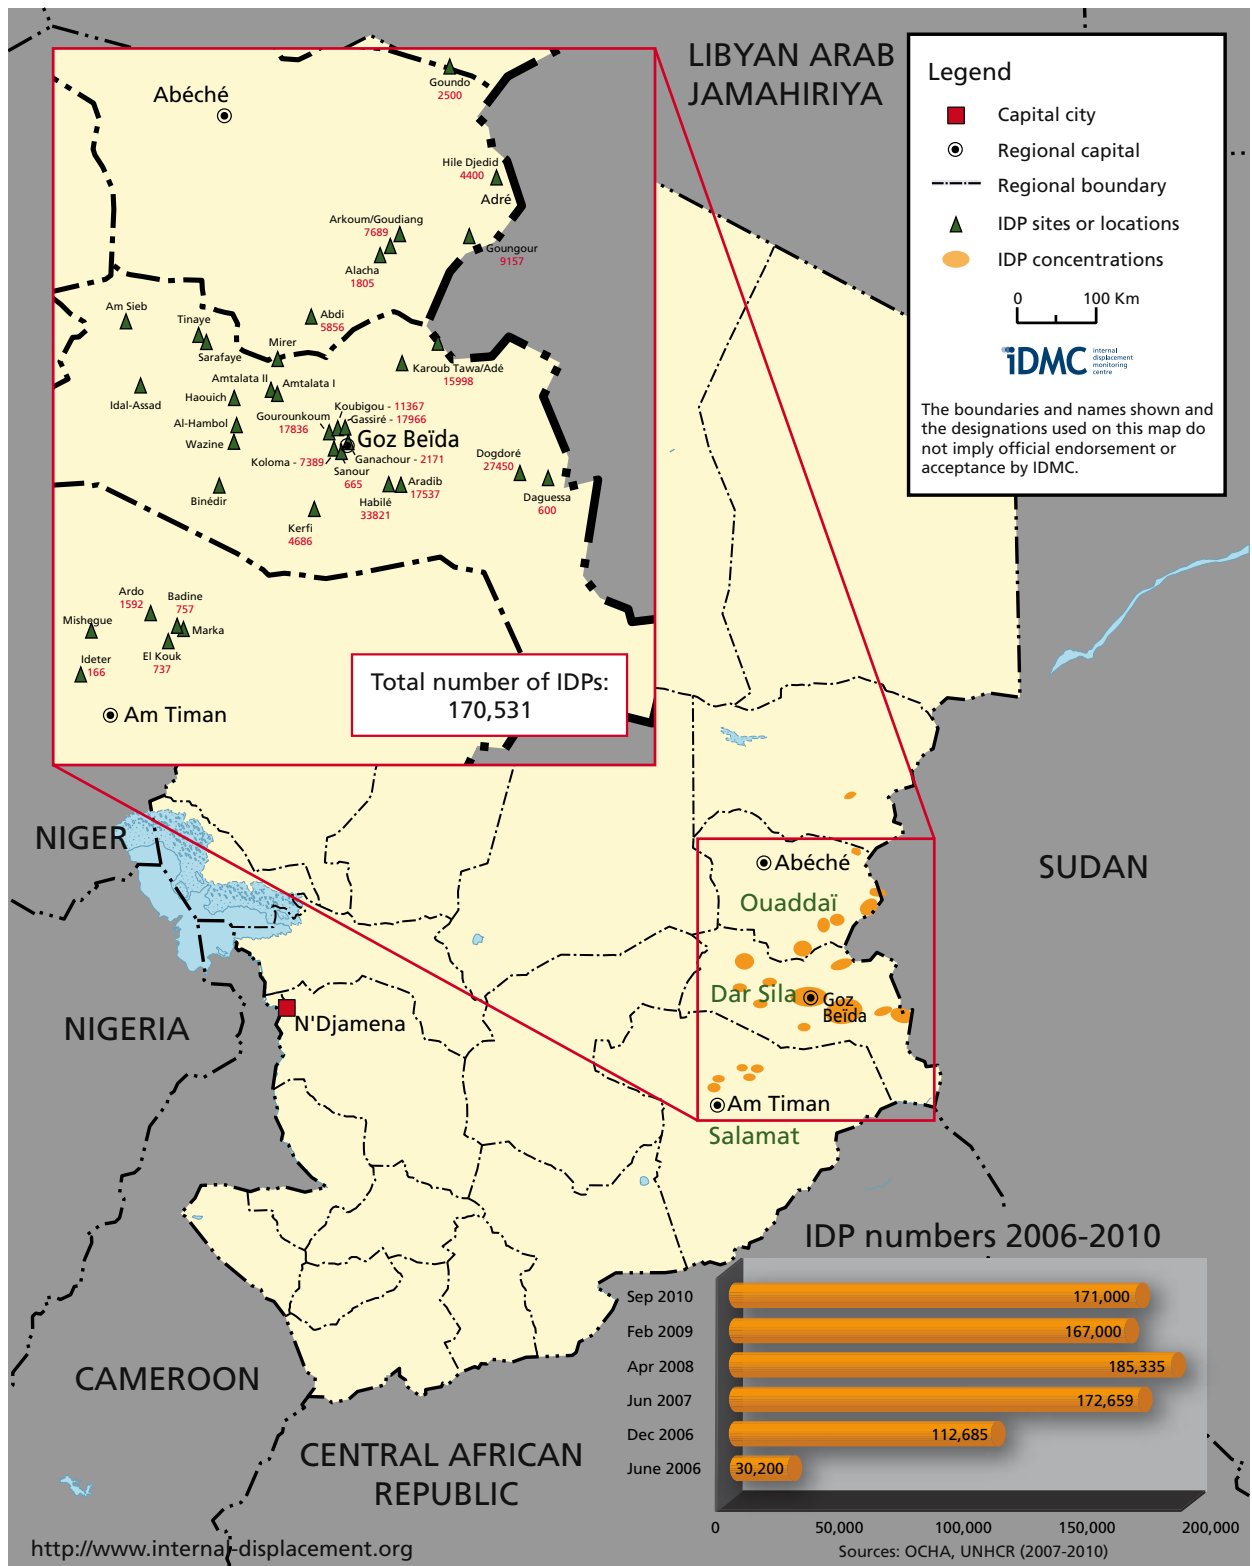 LIBYAN ARAB
JAMAHIRIYA
Legend
Capital city
Regional capital
Regional boundary
IDP sites or locations
IDP concentrations
0 100 Km
iDMC
internal
displacement
monitoring
centre
The boundaries and names shown and
the designations used on this map do
not imply official endorsement or
acceptance by IDMC.
Abéché
Goundo
2500
Hile Djedid
4400
Adré
Arkoum/Goudiang
7689
Goungour
9157
Alacha
1805
Am Sieb
Tinaye
Sarafaye
Abdi
5856
Mirer
Karoub Tawa/Adé
15998
Idal-Assad
Amtalata II
Amtalata I
Haouich
Koubigou - 11367
Gourounkoum
17836
Gassiré - 17966
Al-Hambol
Goz Beïda
Wazine
Koloma - 7389
Ganachour - 2171
Sanour
665
Dogdoré
27450
Daguessa
600
Binédir
Habilé
33821
Aradib
17537
Kerfi
4686
Ardo
1592
Badine
757
Mishegue
Marka
El Kouk
737
Ideter
166
Am Timan
Total number of IDPs:
170,531
NIGER
SUDAN
Abéché
Ouaddaï
Dar Sila
Goz
Beïda
NIGERIA
N'Djamena
Am Timan
Salamat
CAMEROON
CENTRAL AFRICAN
REPUBLIC
IDP numbers 2006-2010
Sep 2010 171,000
Feb 2009 167,000
Apr 2008 185,335
Jun 2007 172,659
Dec 2006 112,685
June 2006 30,200
0 50,000 100,000 150,000 200,000
Sources: OCHA, UNHCR (2007-2010)
http://www.internal-displacement.org